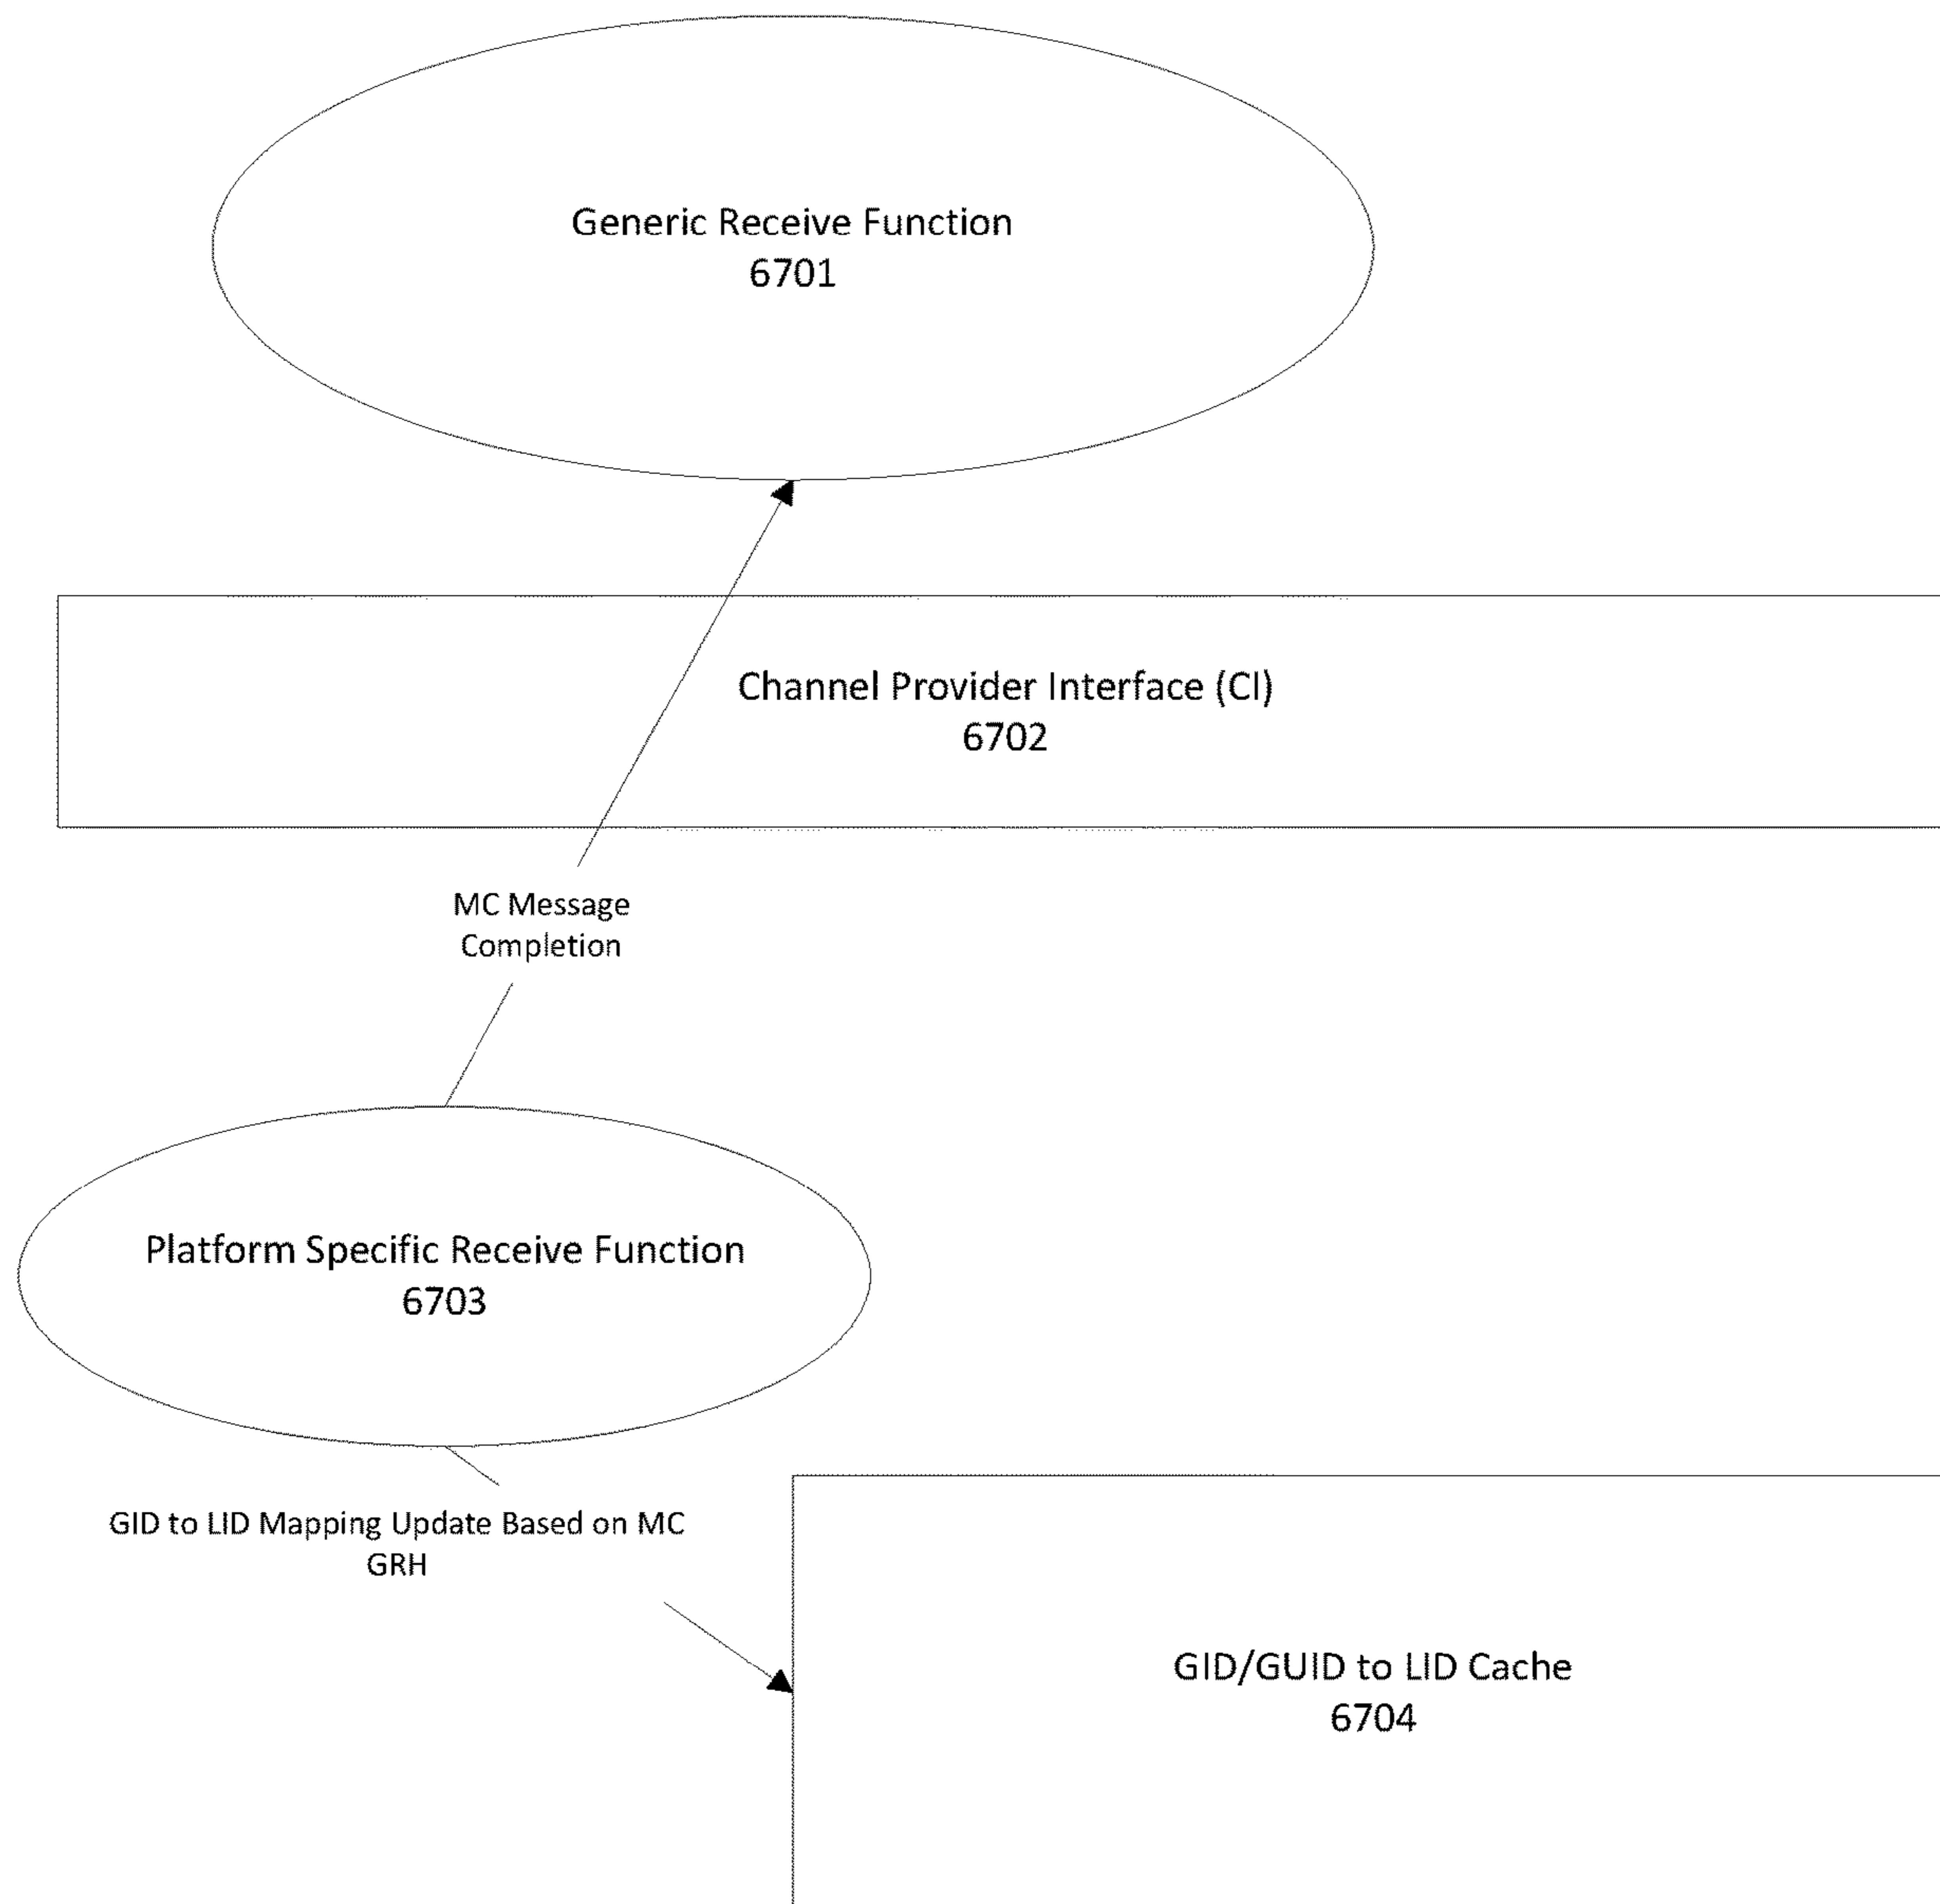 Generic Receive Function
6701
Channel Provider Interface (CI)
6702
MC Message
Completion
Platform Specific Receive Function
6703
GID to LID Mapping Update Based on MC
GRH
GID/GUID to LID Cache
6704